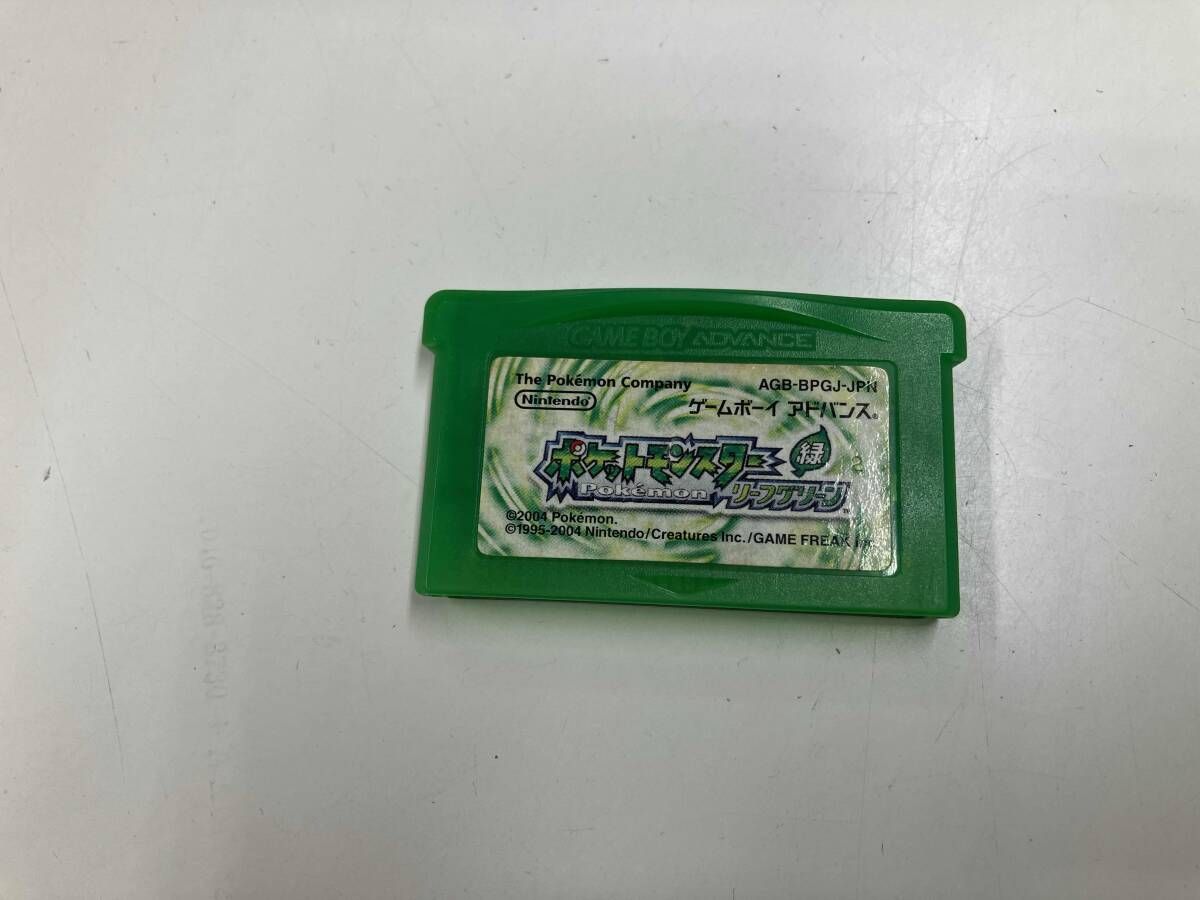 GAME BOY ADVANCE
The Pokémon Company AGB-BPGJ-JPN
Nintendo ゲームボーイ アドバンス®
ポケットモンスター 緑
Pokémon リーフグリーン™
©2004 Pokémon.
©1995-2004 Nintendo/Creatures Inc./GAME FREAK